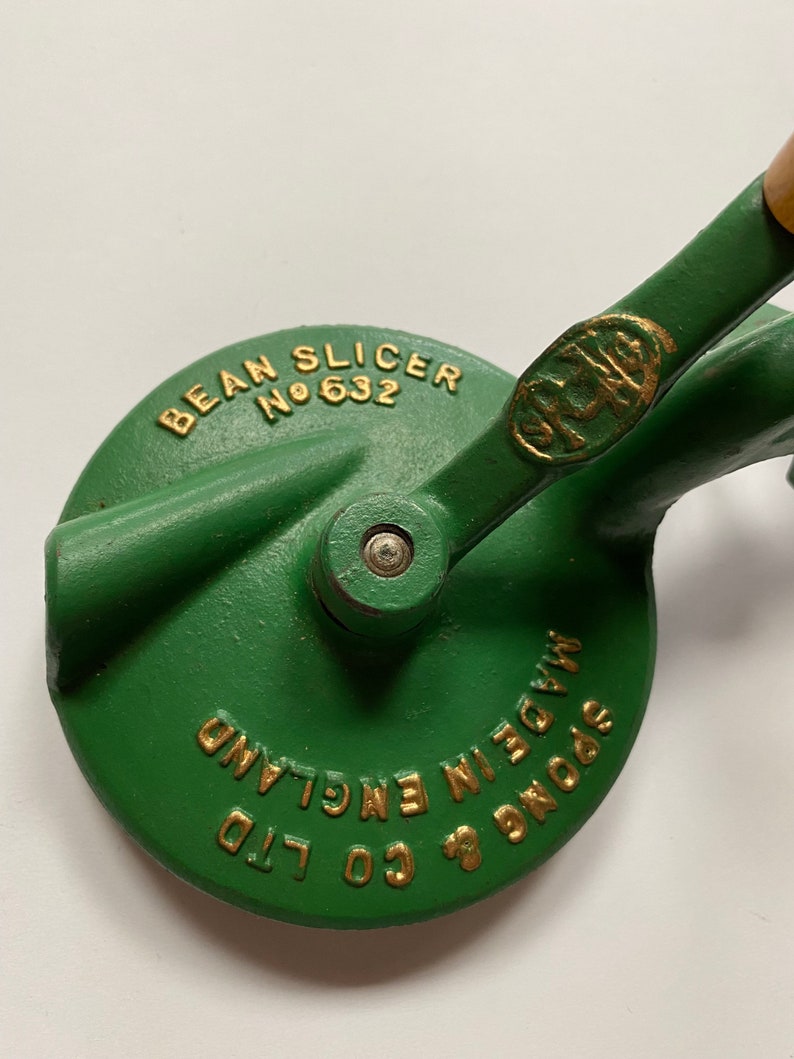 BEAN SLICER
No 632
SPONG & CO LTD
MADE IN ENGLAND